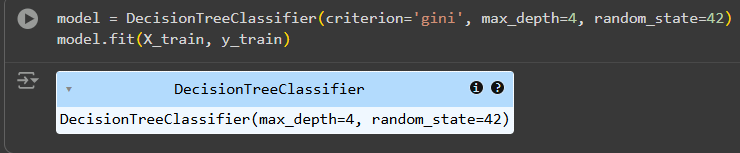 model = DecisionTreeClassifier(criterion='gini', max_depth=4, random_state=42)
model.fit(X_train, y_train)
DecisionTreeClassifier
DecisionTreeClassifier(max_depth=4, random_state=42)